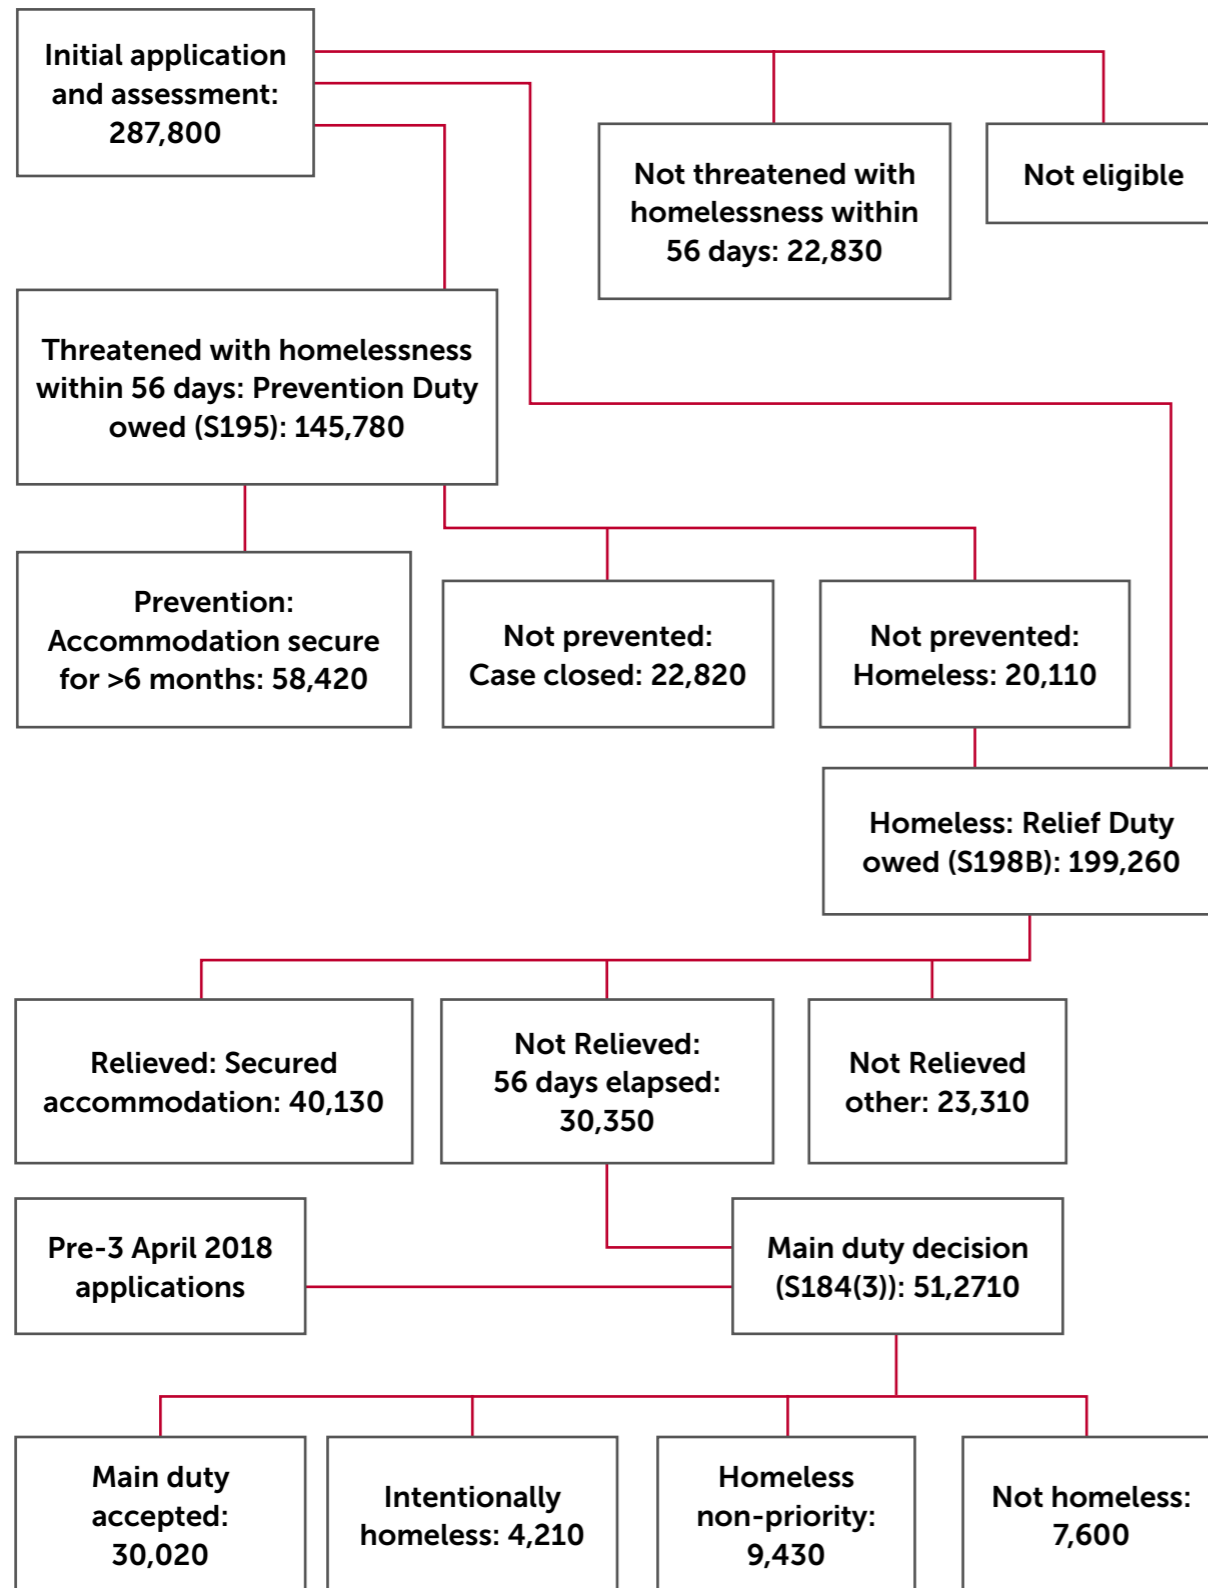 Initial application
and assessment:
287,800
Not threatened with
homelessness within
56 days: 22,830
Not eligible
Threatened with homelessness
within 56 days: Prevention Duty
owed (S195): 145,780
Prevention:
Accommodation secure
for >6 months: 58,420
Not prevented:
Case closed: 22,820
Not prevented:
Homeless: 20,110
Homeless: Relief Duty
owed (S198B): 199,260
Relieved: Secured
accommodation: 40,130
Not Relieved:
56 days elapsed:
30,350
Not Relieved
other: 23,310
Pre-3 April 2018
applications
Main duty decision
(S184(3)): 51,2710
Main duty
accepted:
30,020
Intentionally
homeless: 4,210
Homeless
non-priority:
9,430
Not homeless:
7,600